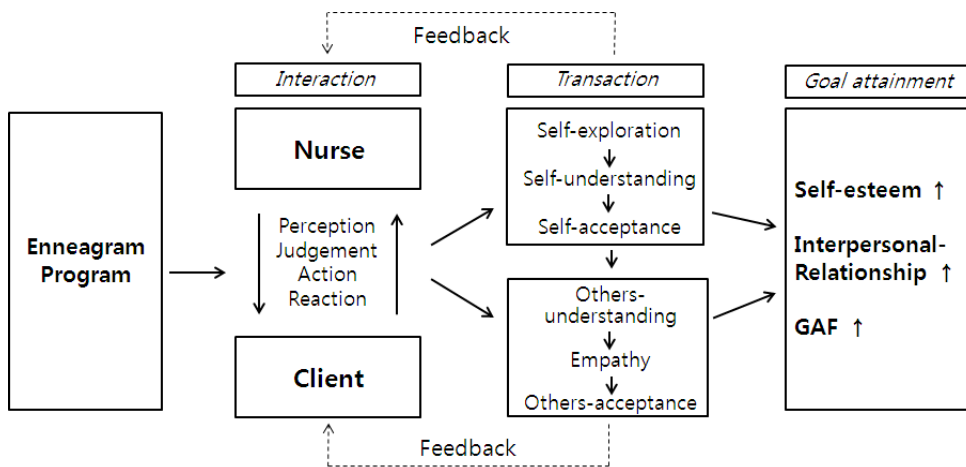 Feedback
Interaction
Transaction
Goal attainment
Enneagram
Program
Nurse
Perception
Judgement
Action
Reaction
Client
Self-exploration
Self-understanding
Self-acceptance
Others-
understanding
Empathy
Others-acceptance
Self-esteem ↑
Interpersonal-
Relationship ↑
GAF ↑
Feedback